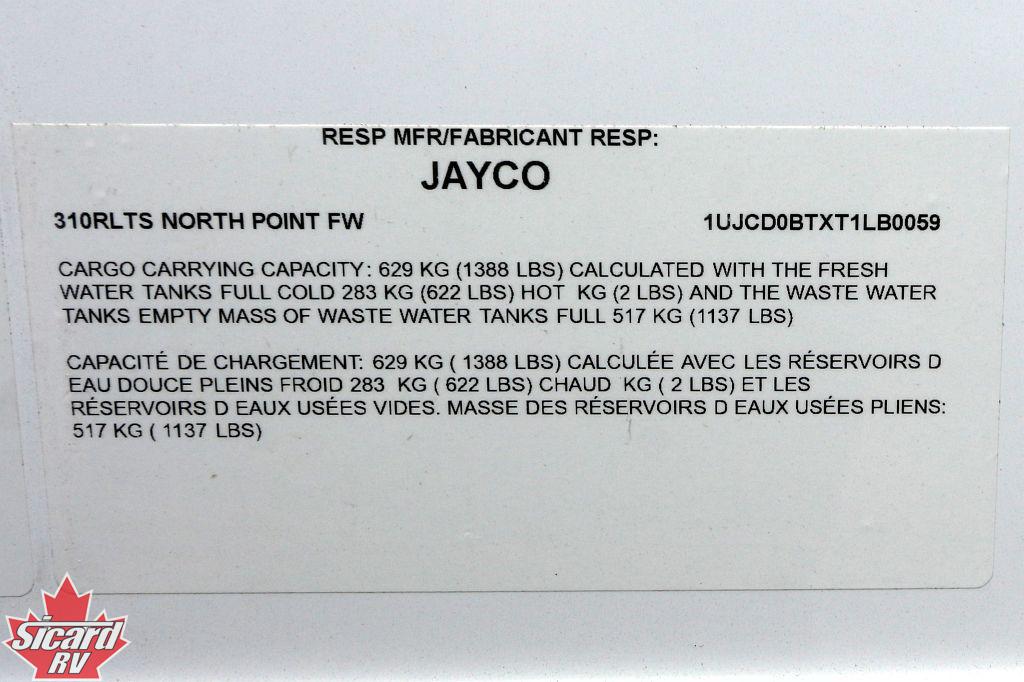 RESP MFR/FABRICANT RESP:
JAYCO
310RLTS NORTH POINT FW 1UJCD0BTXT1LB0059
CARGO CARRYING CAPACITY: 629 KG (1388 LBS) CALCULATED WITH THE FRESH
WATER TANKS FULL COLD 283 KG (622 LBS) HOT KG (2 LBS) AND THE WASTE WATER
TANKS EMPTY MASS OF WASTE WATER TANKS FULL 517 KG (1137 LBS)
CAPACITÉ DE CHARGEMENT: 629 KG ( 1388 LBS) CALCULÉE AVEC LES RÉSERVOIRS D
EAU DOUCE PLEINS FROID 283 KG ( 622 LBS) CHAUD KG ( 2 LBS) ET LES
RÉSERVOIRS D EAUX USÉES VIDES. MASSE DES RÉSERVOIRS D EAUX USÉES PLIENS:
517 KG ( 1137 LBS)
Sicard
RV